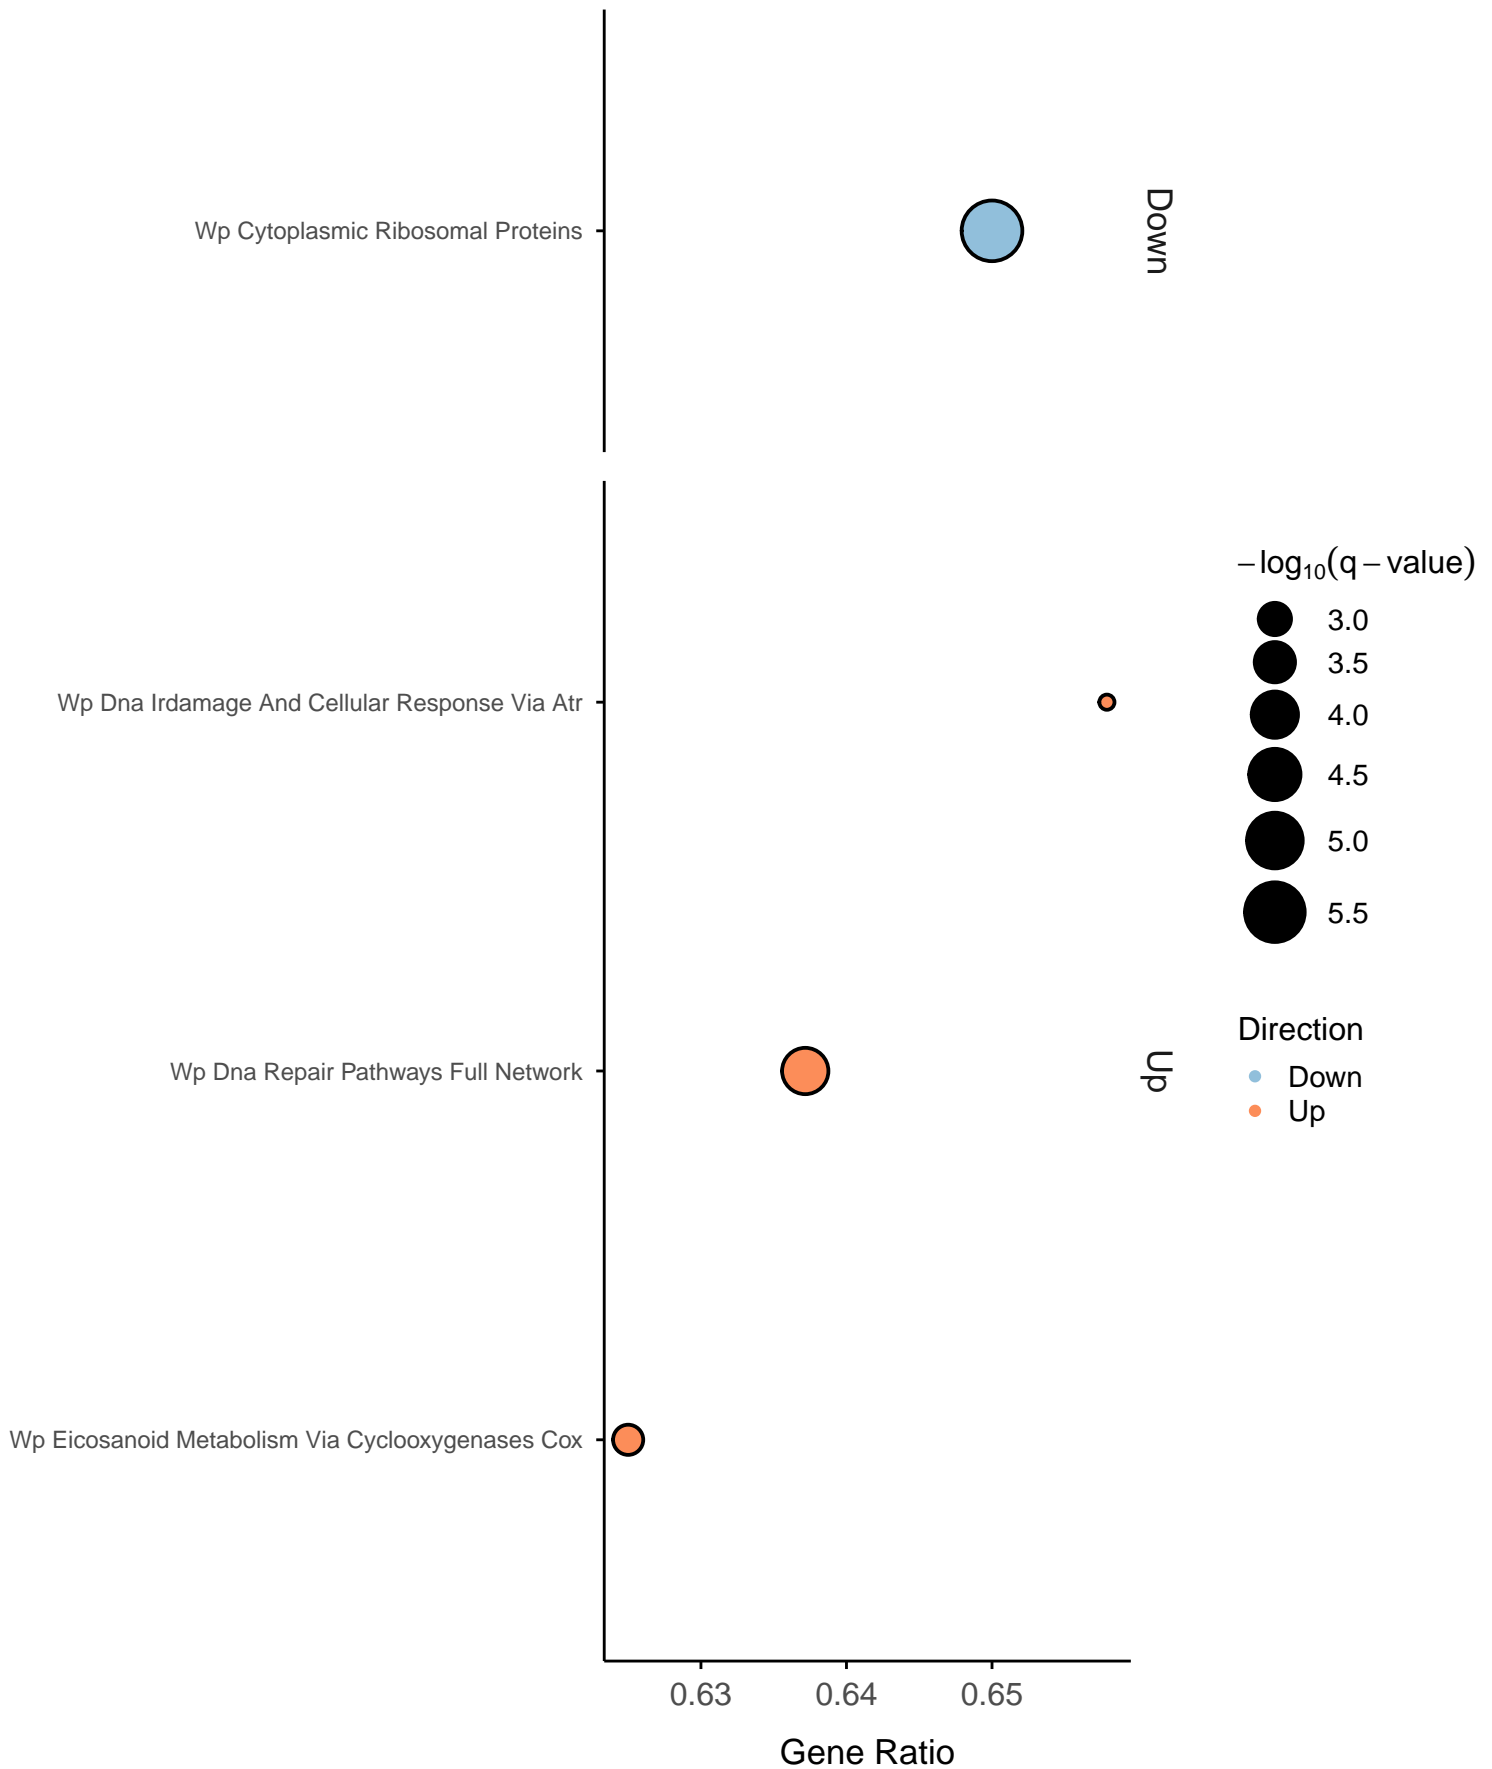 Wp Cytoplasmic Ribosomal Proteins
Down
Wp Dna Irdamage And Cellular Response Via Atr
Wp Dna Repair Pathways Full Network
Up
Wp Eicosanoid Metabolism Via Cyclooxygenases Cox
0.63 0.64 0.65
Gene Ratio
−log₁₀(q−value)
3.0
3.5
4.0
4.5
5.0
5.5
Direction
Down
Up